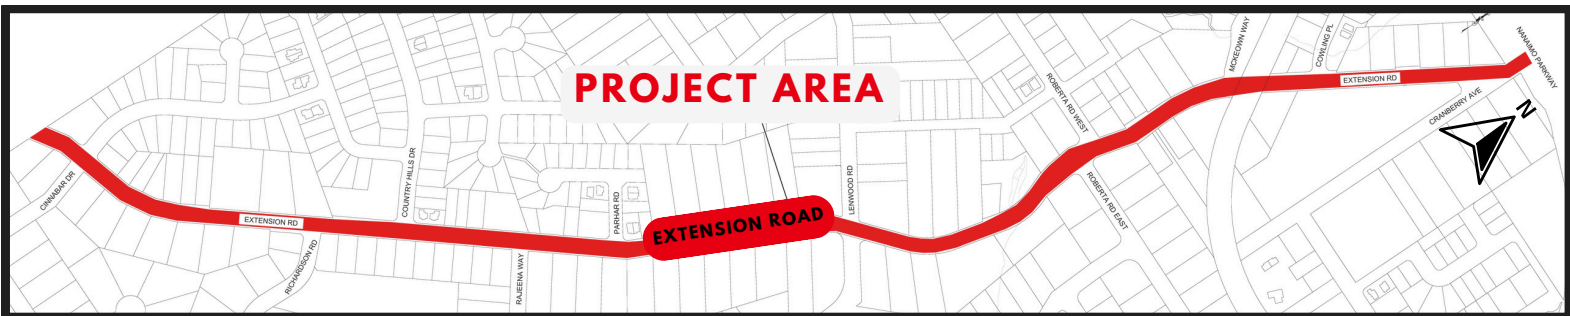 PROJECT AREA
EXTENSION ROAD
CINNABAR DR
EXTENSION RD
RICHARDSON RD
COUNTRY HILLS DR
RAJEENA WAY
PARHAR RD
LENWOOD RD
ROBERTA RD WEST
ROBERTA RD EAST
MCKEOWN WAY
COWLING PL
EXTENSION RD
CRANBERRY AVE
NANAIMO PARKWAY
N